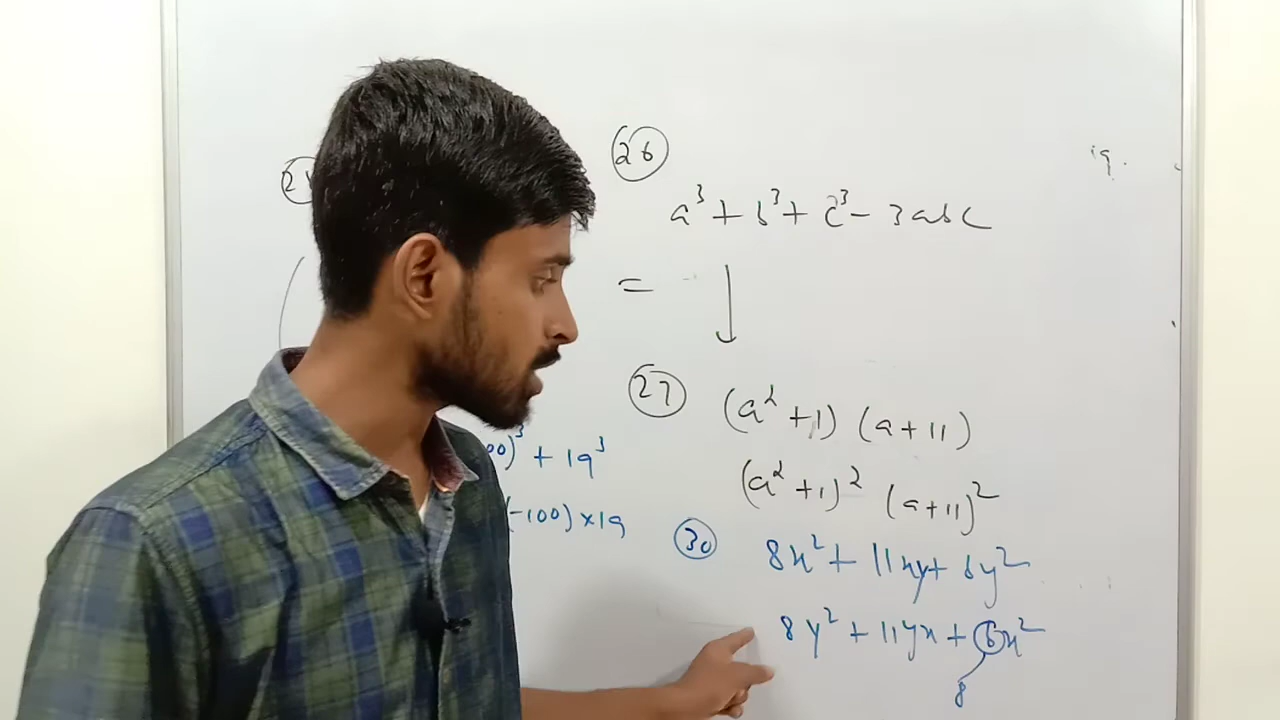 26
a³ + b³ + c³ - 3abc
=
27
(a² + 1) (a + 11)
(a² + 1)² (a + 11)²
00)³ + 19³
(-100) × 19
30
8x² + 11xy + 6y²
8y² + 11yx + 6x²
8